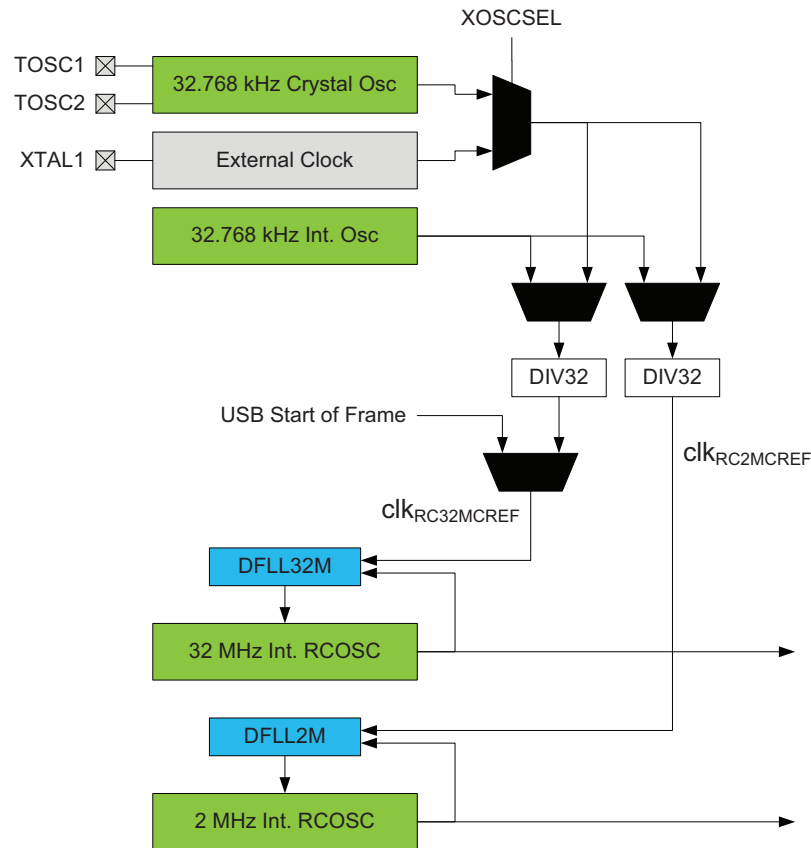 XOSCSEL
TOSC1
32.768 kHz Crystal Osc
TOSC2
XTAL1
External Clock
32.768 kHz Int. Osc
DIV32
DIV32
USB Start of Frame
clkRC2MCREF
clkRC32MCREF
DFLL32M
32 MHz Int. RCOSC
DFLL2M
2 MHz Int. RCOSC